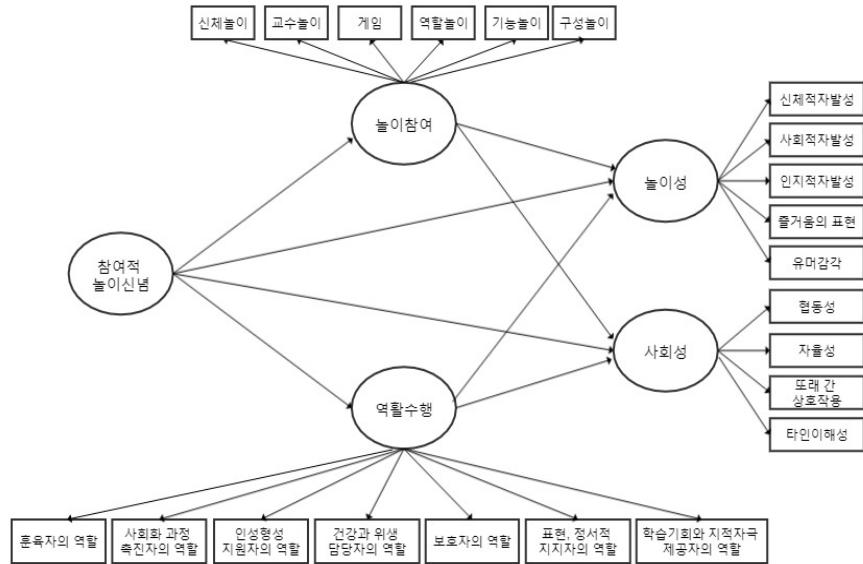 신체놀이
교수놀이
게임
역할놀이
기능놀이
구성놀이
놀이참여
신체적자발성
사회적자발성
놀이성
인지적자발성
즐거움의 표현
유머감각
참여적
놀이신념
협동성
사회성
자율성
또래 간
상호작용
타인이해성
역할수행
훈육자의 역할
사회화 과정
촉진자의 역할
인성형성
지원자의 역할
건강과 위생
담당자의 역할
보호자의 역할
표현, 정서적
지지자의 역할
학습기회와 지적자극
제공자의 역할